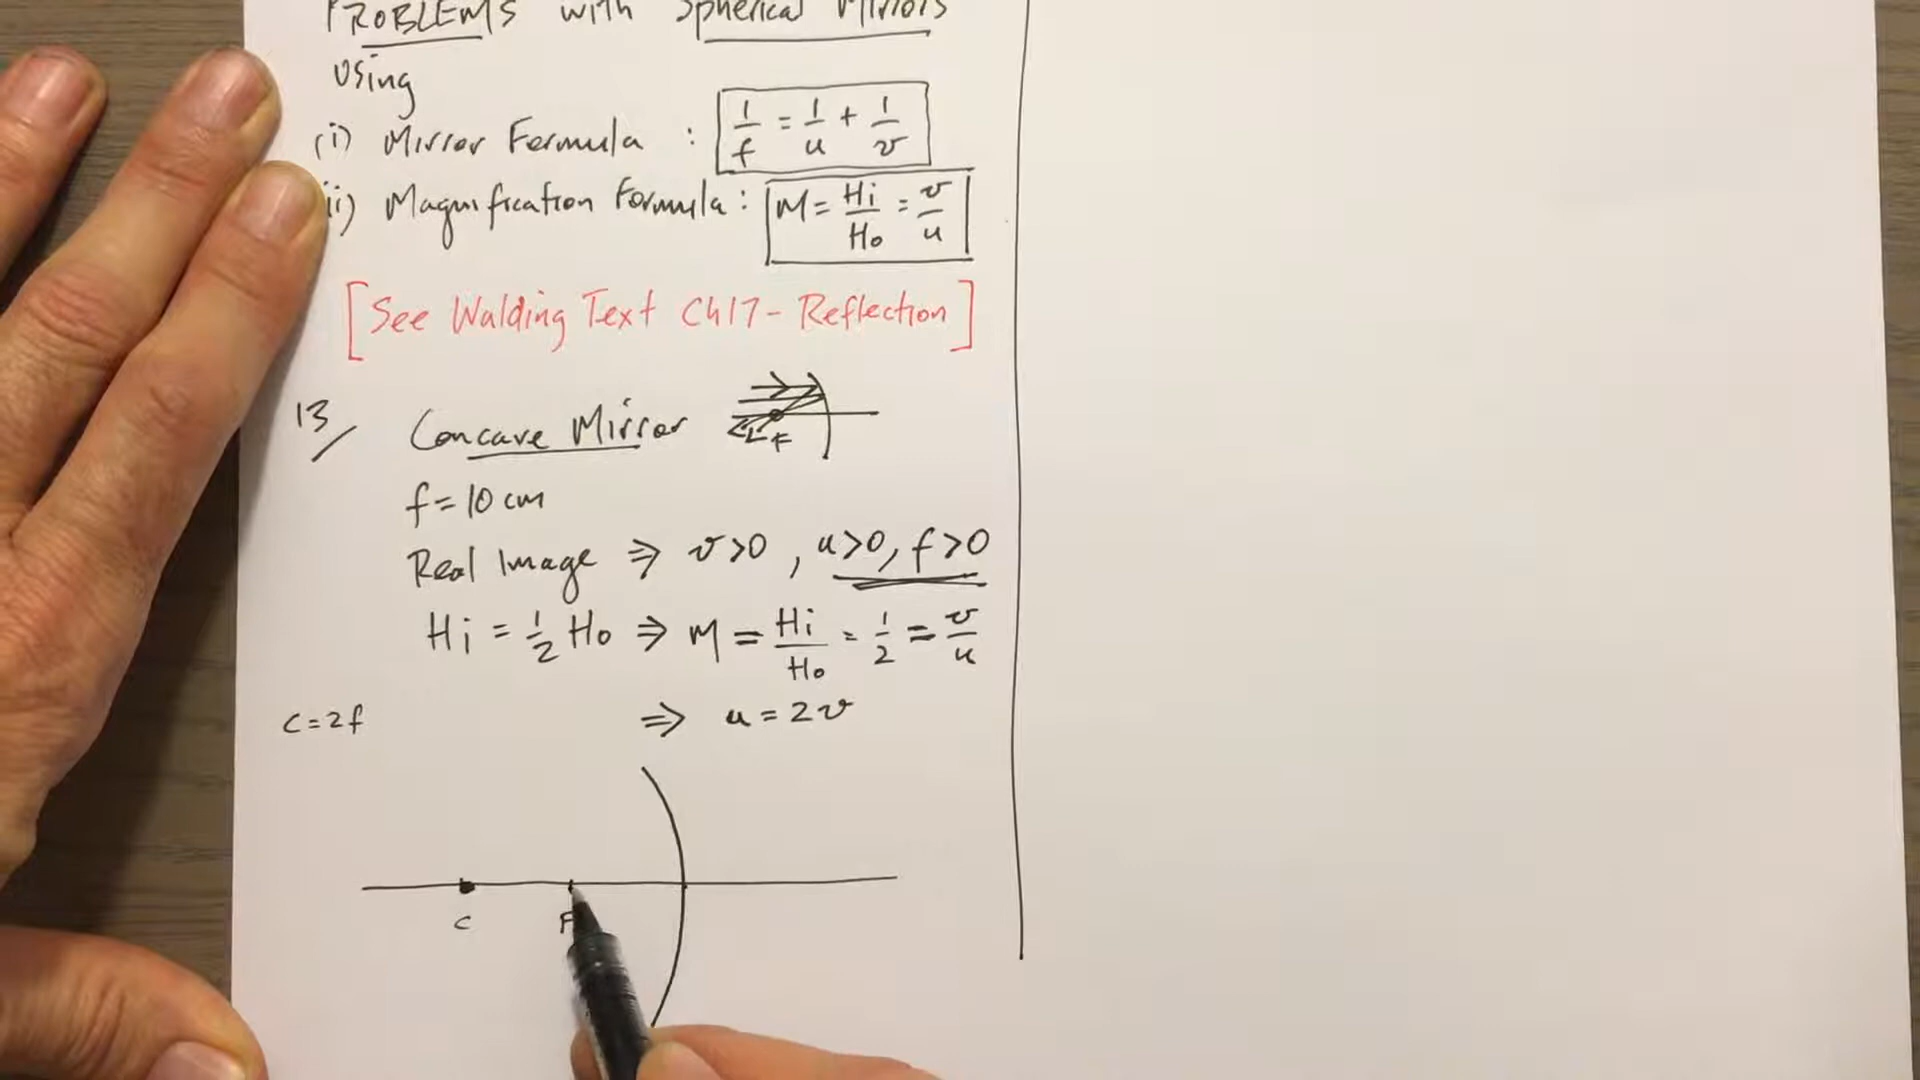 PROBLEMS with Spherical Mirrors
Using
(i) Mirror Formula : 1/f = 1/u + 1/v
ii) Magnification Formula: M = Hi/Ho = v/u
[See Walding Text Ch17 - Reflection]
13/ Concave Mirror
F
f = 10 cm
Real Image ⇒ v>0, u>0, f>0
Hi = 1/2 Ho ⇒ M = Hi/Ho = 1/2 = v/u
C = 2f ⇒ u = 2v
C F